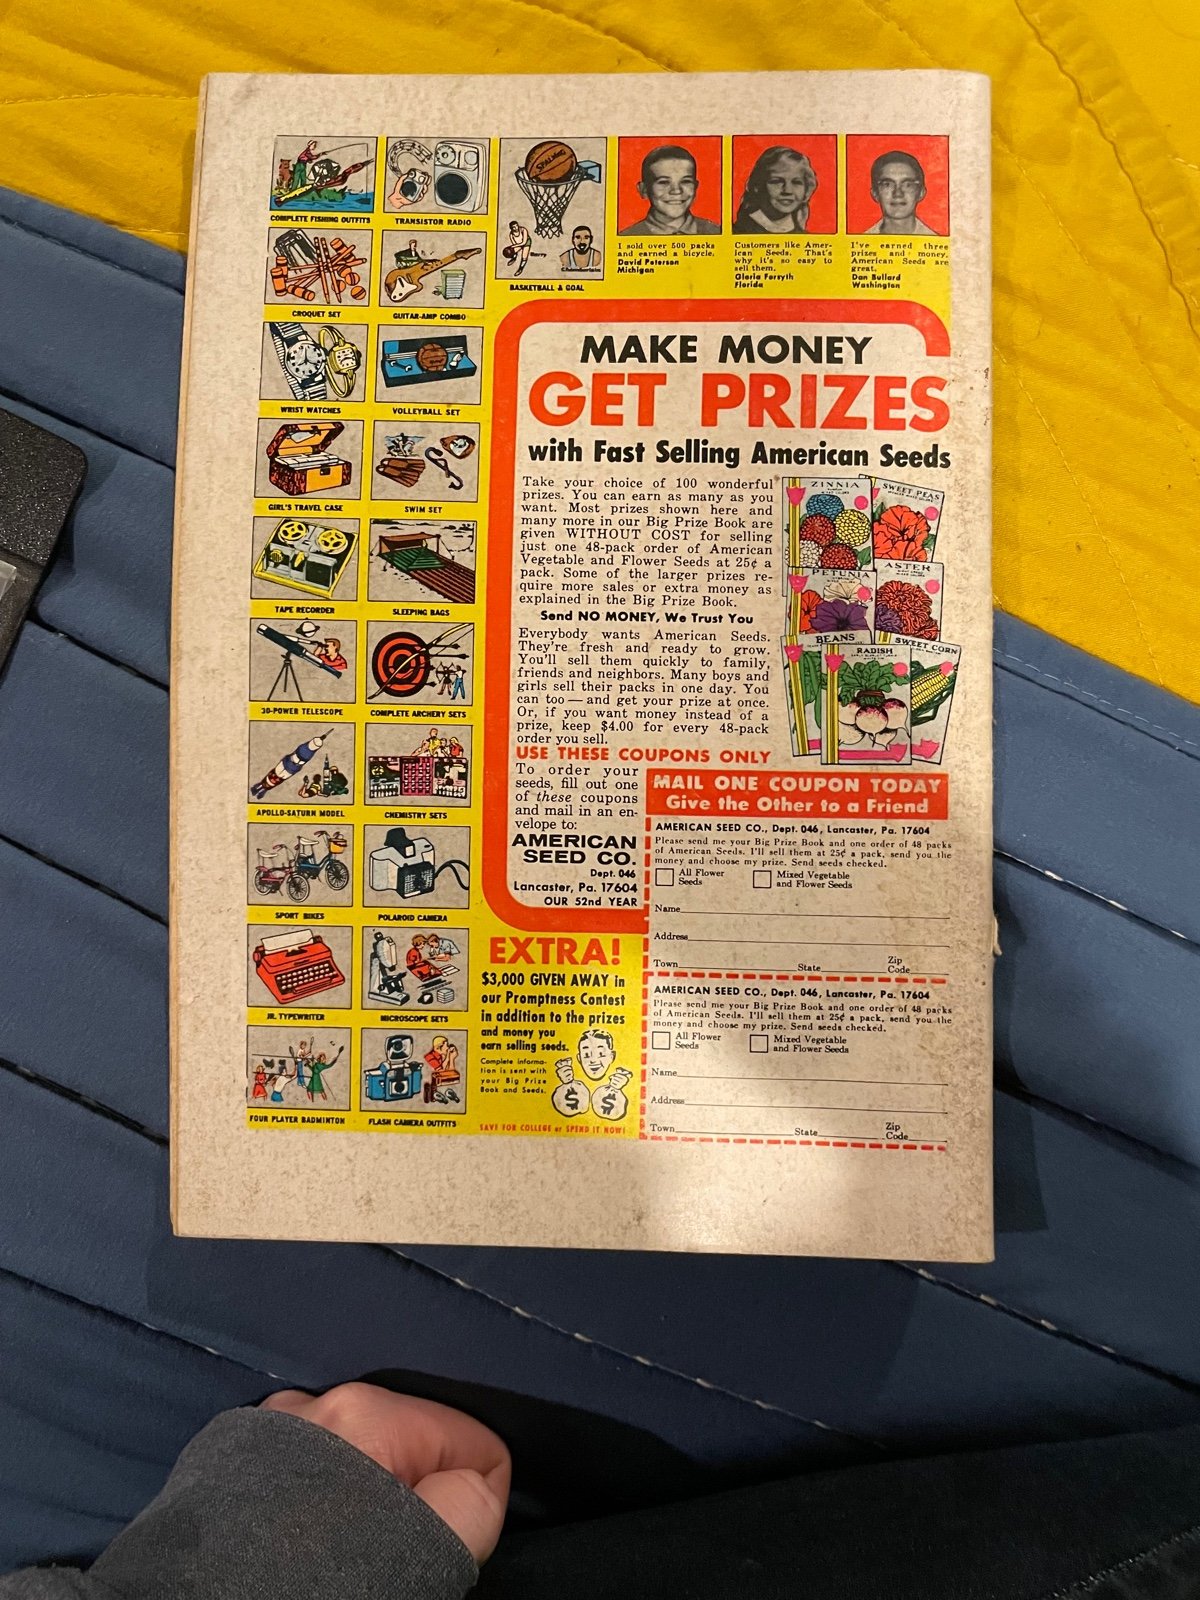 COMPLETE FISHING OUTFITS
TRANSISTOR RADIO
SPALDING
Barry
Chamberlain
BASKETBALL & GOAL
I sold over 500 packs
and earned a bicycle.
David Peterson
Michigan
Customers like Amer-
ican Seeds. That's
why it's so easy to
sell them.
Gloria Forsyth
Florida
I've earned three
prizes and money.
American Seeds are
great.
Dan Bullard
Washington
CROQUET SET
GUITAR-AMP COMBO
WRIST WATCHES
VOLLEYBALL SET
GIRL'S TRAVEL CASE
SWIM SET
TAPE RECORDER
SLEEPING BAGS
30-POWER TELESCOPE
COMPLETE ARCHERY SETS
APOLLO-SATURN MODEL
CHEMISTRY SETS
SPORT BIKES
POLAROID CAMERA
JR. TYPEWRITER
MICROSCOPE SETS
FOUR PLAYER BADMINTON
FLASH CAMERA OUTFITS
MAKE MONEY
GET PRIZES
with Fast Selling American Seeds
Take your choice of 100 wonderful
prizes. You can earn as many as you
want. Most prizes shown here and
many more in our Big Prize Book are
given WITHOUT COST for selling
just one 48-pack order of American
Vegetable and Flower Seeds at 25¢ a
pack. Some of the larger prizes re-
quire more sales or extra money as
explained in the Big Prize Book.
Send NO MONEY, We Trust You
Everybody wants American Seeds.
They're fresh and ready to grow.
You'll sell them quickly to family,
friends and neighbors. Many boys and
girls sell their packs in one day. You
can too — and get your prize at once.
Or, if you want money instead of a
prize, keep $4.00 for every 48-pack
order you sell.
ZINNIA
SWEET PEAS
PETUNIA
ASTER
BEANS
RADISH
SWEET CORN
USE THESE COUPONS ONLY
To order your
seeds, fill out one
of these coupons
and mail in an en-
velope to:
AMERICAN
SEED CO.
Dept. 046
Lancaster, Pa. 17604
OUR 52nd YEAR
MAIL ONE COUPON TODAY
Give the Other to a Friend
AMERICAN SEED CO., Dept. 046, Lancaster, Pa. 17604
Please send me your Big Prize Book and one order of 48 packs
of American Seeds. I'll sell them at 25¢ a pack, send you the
money and choose my prize. Send seeds checked.
All Flower
Seeds
Mixed Vegetable
and Flower Seeds
Name
Address
Town State Zip Code
AMERICAN SEED CO., Dept. 046, Lancaster, Pa. 17604
Please send me your Big Prize Book and one order of 48 packs
of American Seeds. I'll sell them at 25¢ a pack, send you the
money and choose my prize. Send seeds checked.
All Flower
Seeds
Mixed Vegetable
and Flower Seeds
Name
Address
Town State Zip Code
EXTRA!
$3,000 GIVEN AWAY in
our Promptness Contest
in addition to the prizes
and money you
earn selling seeds.
Complete informa-
tion is sent with
your Big Prize
Book and Seeds.
$ $
SAVE FOR COLLEGE or SPEND IT NOW!